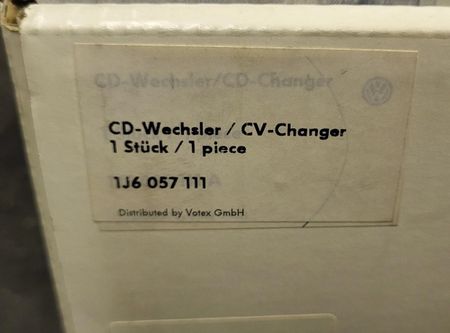 CD-Wechsler/CD-Changer
CD-Wechsler / CV-Changer
1 Stück / 1 piece
1J6 057 111
A
Distributed by Votex GmbH